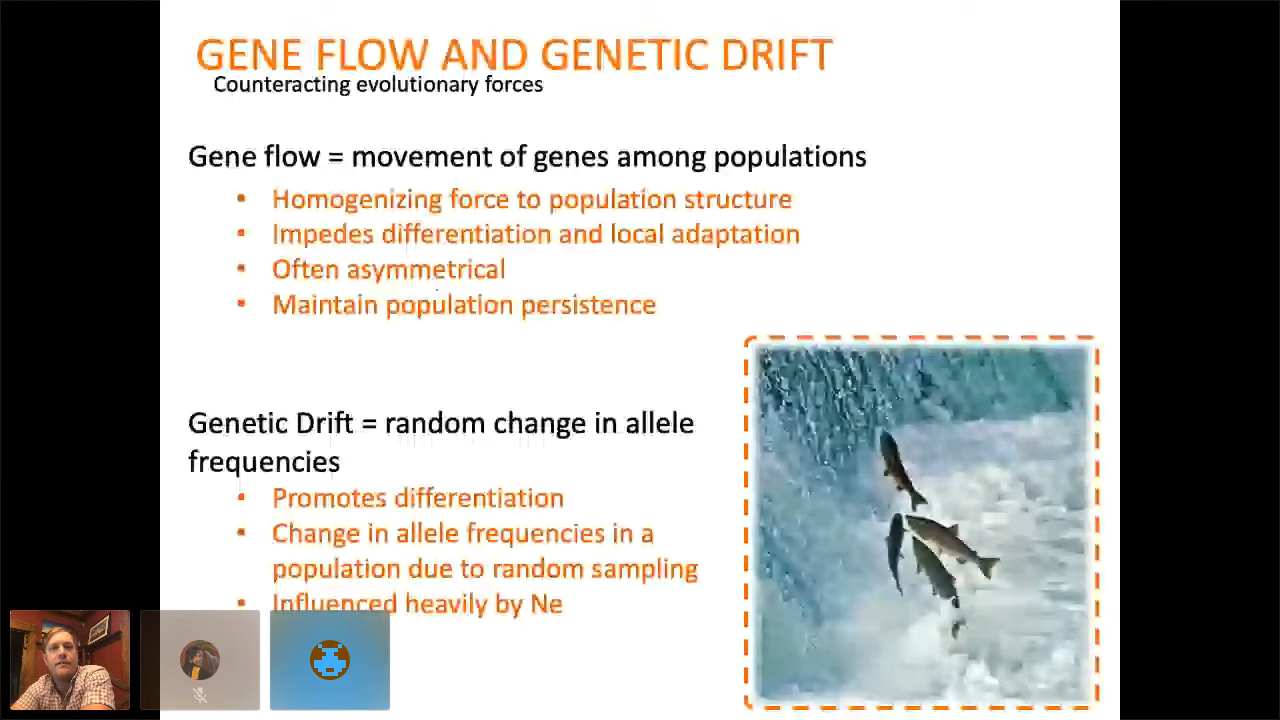 GENE FLOW AND GENETIC DRIFT
Counteracting evolutionary forces
Gene flow = movement of genes among populations
• Homogenizing force to population structure
• Impedes differentiation and local adaptation
• Often asymmetrical
• Maintain population persistence
Genetic Drift = random change in allele
frequencies
• Promotes differentiation
• Change in allele frequencies in a
population due to random sampling
• Influenced heavily by Ne